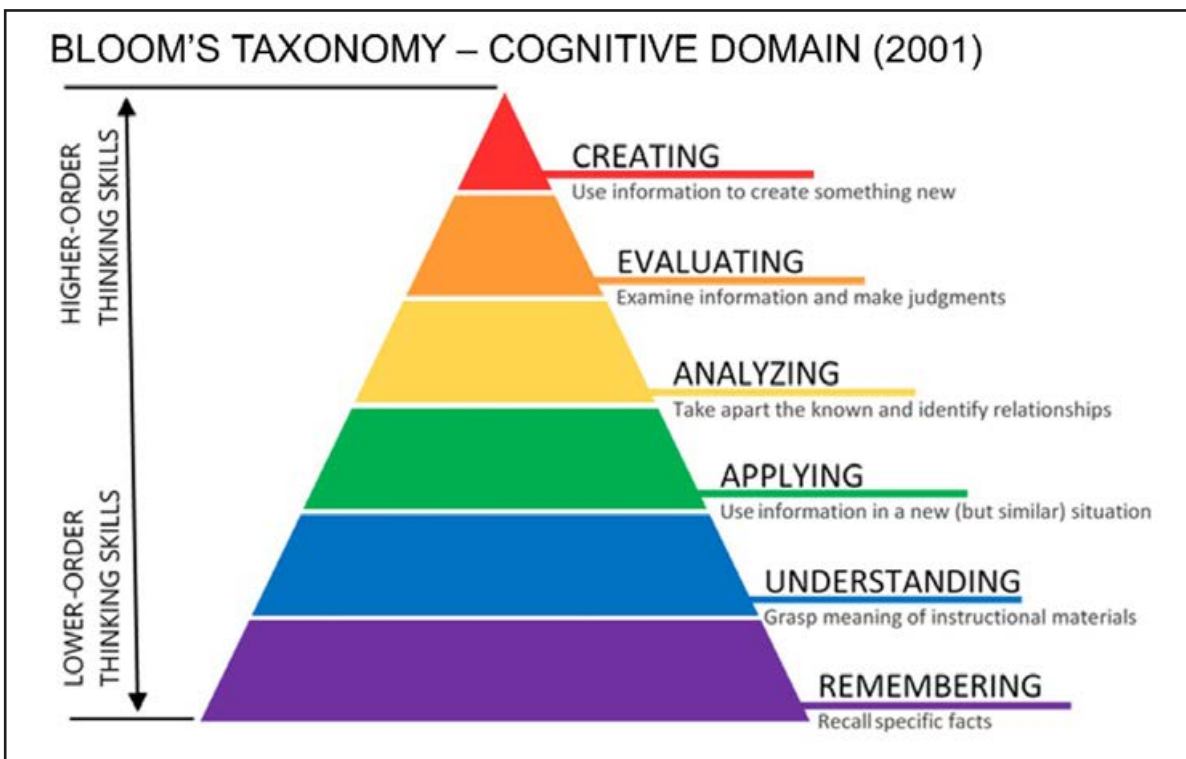 BLOOM'S TAXONOMY – COGNITIVE DOMAIN (2001)
HIGHER-ORDER
THINKING SKILLS
LOWER-ORDER
THINKING SKILLS
CREATING
Use information to create something new
EVALUATING
Examine information and make judgments
ANALYZING
Take apart the known and identify relationships
APPLYING
Use information in a new (but similar) situation
UNDERSTANDING
Grasp meaning of instructional materials
REMEMBERING
Recall specific facts